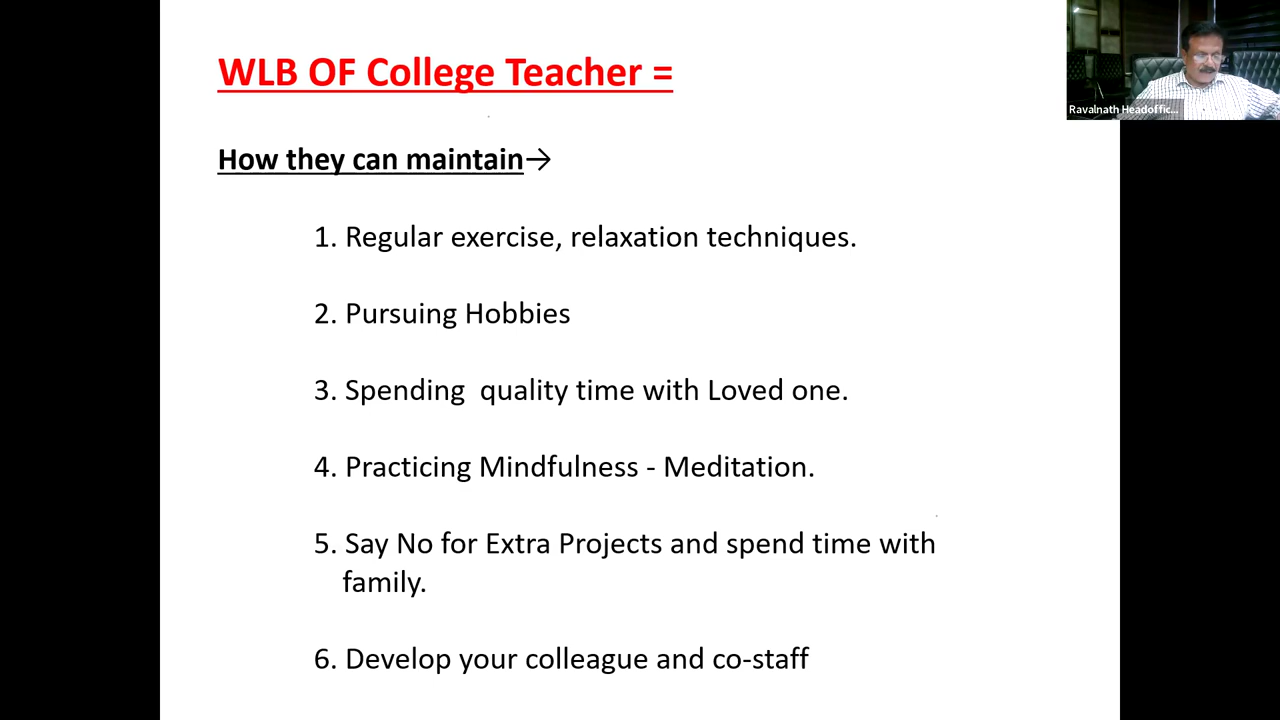 WLB OF College Teacher =
Ravalnath Headoffic...
How they can maintain→
1. Regular exercise, relaxation techniques.
2. Pursuing Hobbies
3. Spending  quality time with Loved one.
4. Practicing Mindfulness - Meditation.
5. Say No for Extra Projects and spend time with
family.
6. Develop your colleague and co-staff